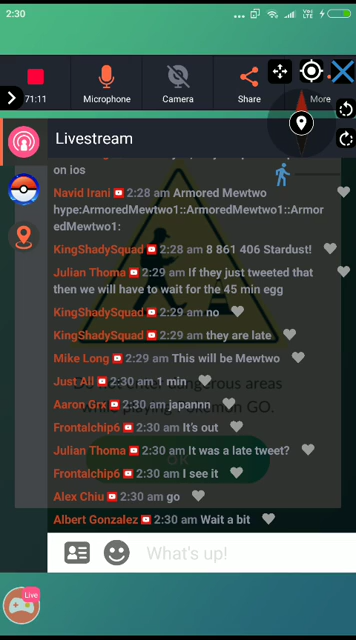 2:30
71:11
Microphone
Camera
Share
More
Livestream
on ios
Navid Irani 2:28 am Armored Mewtwo
hype:ArmoredMewtwo1::ArmoredMewtwo1::Armor
edMewtwo1:
KingShadySquad 2:28 am 8 861 406 Stardust!
Julian Thoma 2:29 am If they just tweeted that
then we will have to wait for the 45 min egg
KingShadySquad 2:29 am no
KingShadySquad 2:29 am they are late
Mike Long 2:29 am This will be Mewtwo
Just All 2:30 am 1 min
Aaron Grx 2:30 am japannn
Frontalchip6 2:30 am It's out
Julian Thoma 2:30 am It was a late tweet?
Frontalchip6 2:30 am I see it
Alex Chiu 2:30 am go
Albert Gonzalez 2:30 am Wait a bit
What's up!
Live